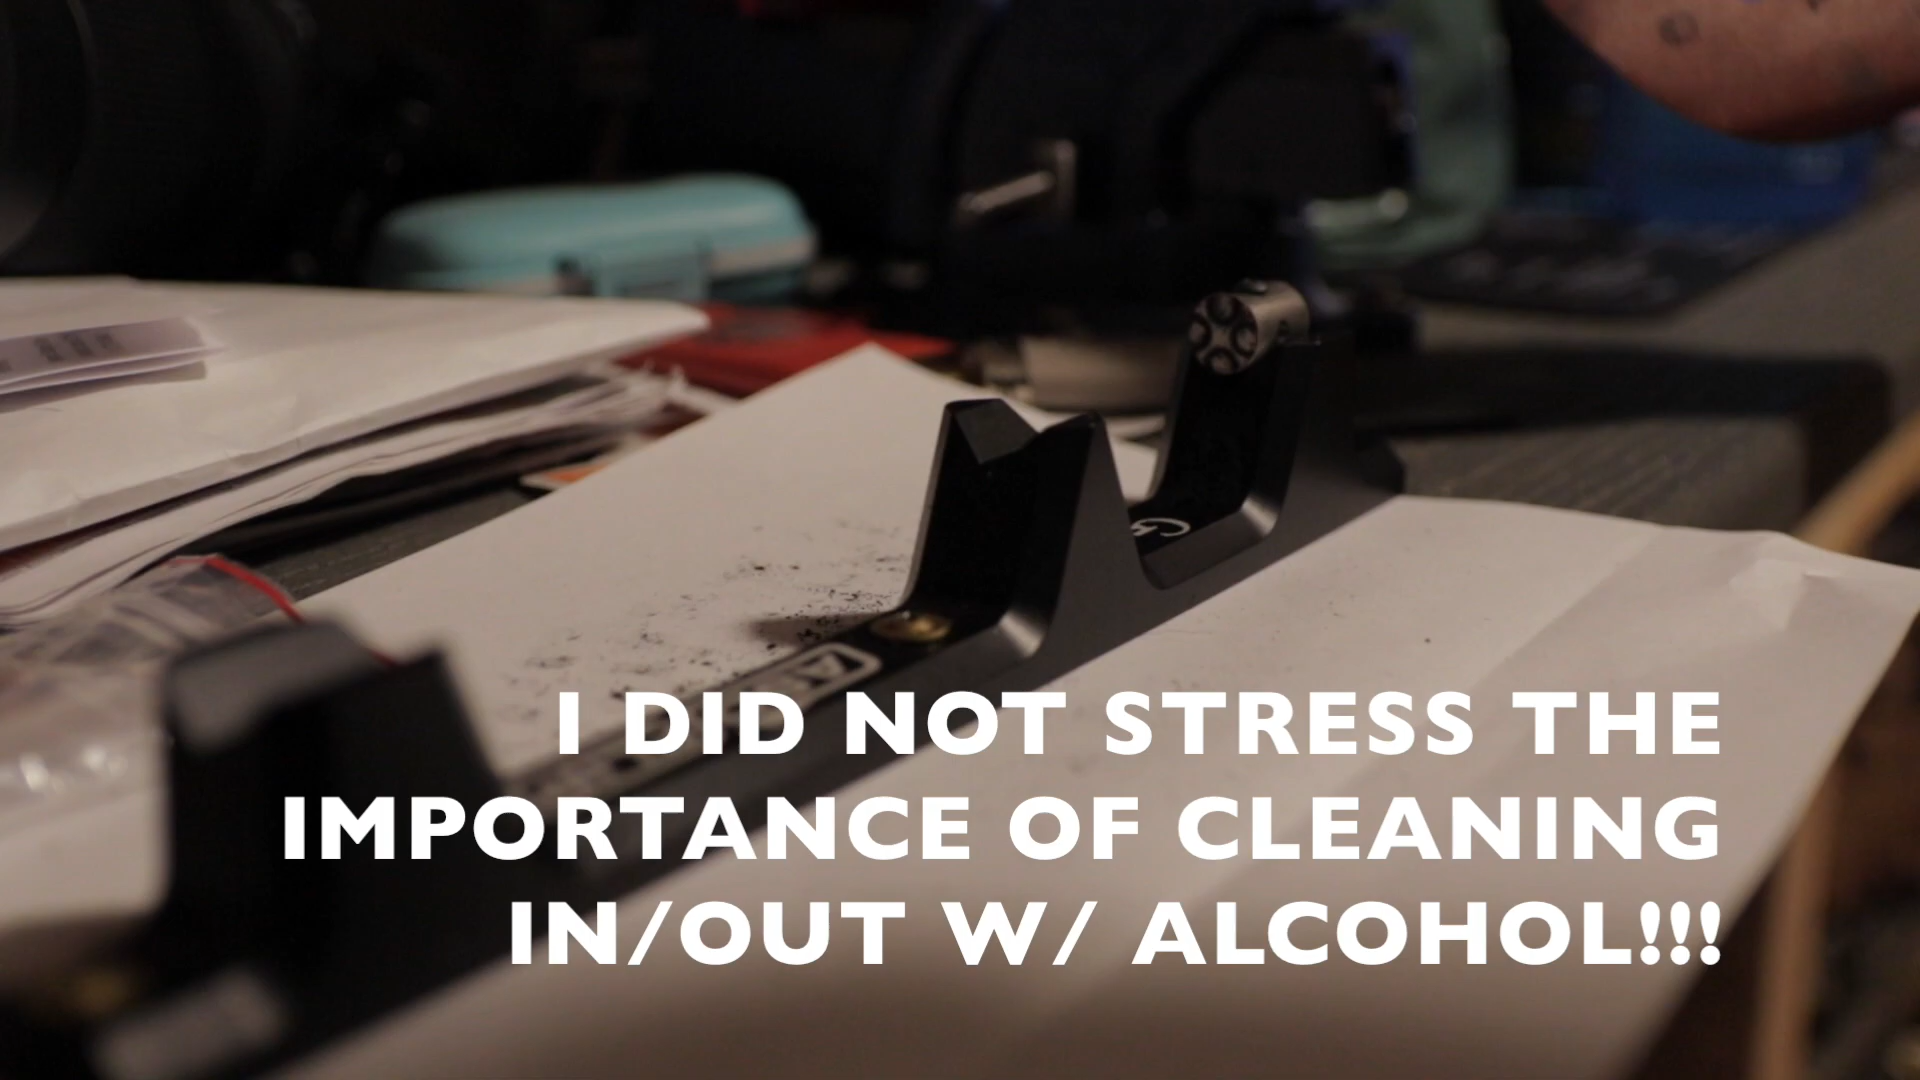 I DID NOT STRESS THE
IMPORTANCE OF CLEANING
IN/OUT W/ ALCOHOL!!!